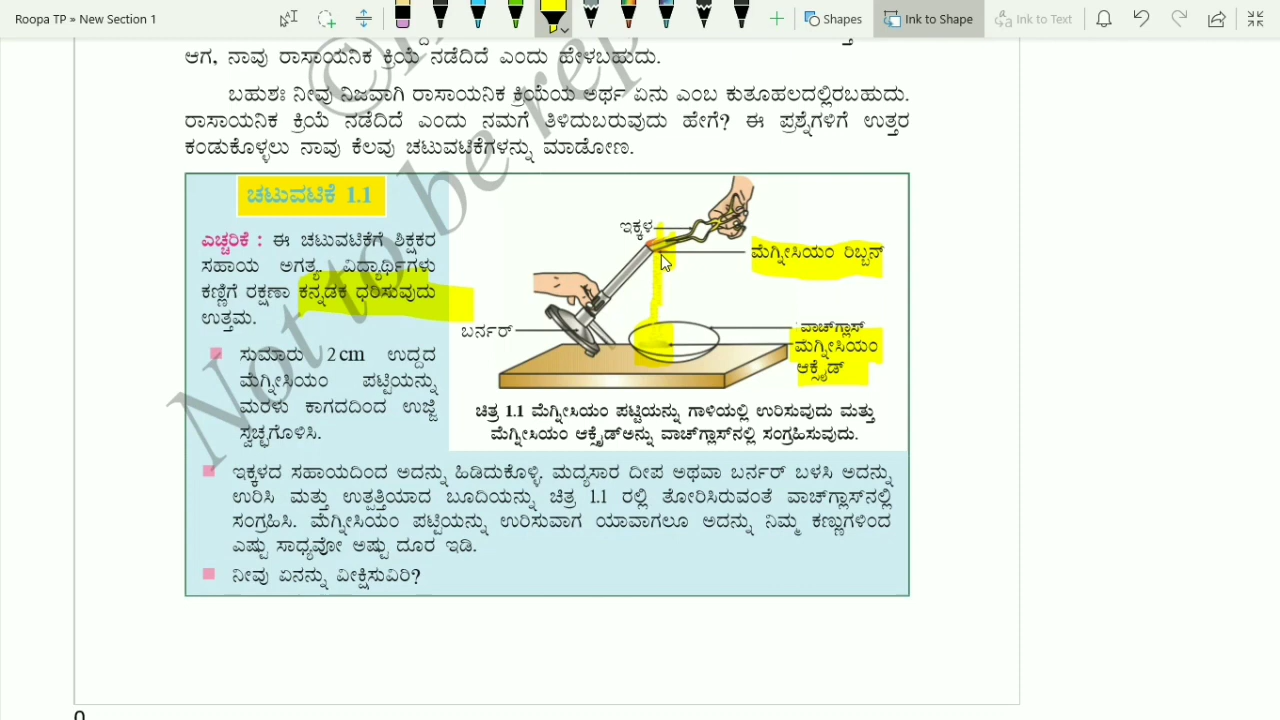 Roopa TP » New Section 1
Shapes
Ink to Shape
Ink to Text
ಆಗ, ನಾವು ರಾಸಾಯನಿಕ ಕ್ರಿಯೆ ನಡೆದಿದೆ ಎಂದು ಹೇಳಬಹುದು.
ಬಹುಶಃ ನೀವು ನಿಜವಾಗಿ ರಾಸಾಯನಿಕ ಕ್ರಿಯೆಯ ಅರ್ಥ ಏನು ಎಂಬ ಕುತೂಹಲದಲ್ಲಿರಬಹುದು.
ರಾಸಾಯನಿಕ ಕ್ರಿಯೆ ನಡೆದಿದೆ ಎಂದು ನಮಗೆ ತಿಳಿದುಬರುವುದು ಹೇಗೆ? ಈ ಪ್ರಶ್ನೆಗಳಿಗೆ ಉತ್ತರ
ಕಂಡುಕೊಳ್ಳಲು ನಾವು ಕೆಲವು ಚಟುವಟಿಕೆಗಳನ್ನು ಮಾಡೋಣ.
ಚಟುವಟಿಕೆ 1.1
ಎಚ್ಚರಿಕೆ : ಈ ಚಟುವಟಿಕೆಗೆ ಶಿಕ್ಷಕರ
ಸಹಾಯ ಅಗತ್ಯ. ವಿದ್ಯಾರ್ಥಿಗಳು
ಕಣ್ಣಿಗೆ ರಕ್ಷಣಾ ಕನ್ನಡಕ ಧರಿಸುವುದು
ಉತ್ತಮ.
ಸುಮಾರು 2 cm ಉದ್ದದ
ಮೆಗ್ನೀಸಿಯಂ ಪಟ್ಟಿಯನ್ನು
ಮರಳು ಕಾಗದದಿಂದ ಉಜ್ಜಿ
ಸ್ವಚ್ಛಗೊಳಿಸಿ.
ಇಕ್ಕಳ
ಮೆಗ್ನೀಸಿಯಂ ರಿಬ್ಬನ್
ಬರ್ನರ್
ವಾಚ್‌ಗ್ಲಾಸ್
ಮೆಗ್ನೀಸಿಯಂ
ಆಕ್ಸೈಡ್
ಚಿತ್ರ 1.1 ಮೆಗ್ನೀಸಿಯಂ ಪಟ್ಟಿಯನ್ನು ಗಾಳಿಯಲ್ಲಿ ಉರಿಸುವುದು ಮತ್ತು
ಮೆಗ್ನೀಸಿಯಂ ಆಕ್ಸೈಡ್‌ಅನ್ನು ವಾಚ್‌ಗ್ಲಾಸ್‌ನಲ್ಲಿ ಸಂಗ್ರಹಿಸುವುದು.
ಇಕ್ಕಳದ ಸಹಾಯದಿಂದ ಅದನ್ನು ಹಿಡಿದುಕೊಳ್ಳಿ. ಮದ್ಯಸಾರ ದೀಪ ಅಥವಾ ಬರ್ನರ್ ಬಳಸಿ ಅದನ್ನು
ಉರಿಸಿ ಮತ್ತು ಉತ್ಪತ್ತಿಯಾದ ಬೂದಿಯನ್ನು ಚಿತ್ರ 1.1 ರಲ್ಲಿ ತೋರಿಸಿರುವಂತೆ ವಾಚ್‌ಗ್ಲಾಸ್‌ನಲ್ಲಿ
ಸಂಗ್ರಹಿಸಿ. ಮೆಗ್ನೀಸಿಯಂ ಪಟ್ಟಿಯನ್ನು ಉರಿಸುವಾಗ ಯಾವಾಗಲೂ ಅದನ್ನು ನಿಮ್ಮ ಕಣ್ಣುಗಳಿಂದ
ಎಷ್ಟು ಸಾಧ್ಯವೋ ಅಷ್ಟು ದೂರ ಇಡಿ.
ನೀವು ಏನನ್ನು ವೀಕ್ಷಿಸುವಿರಿ?
Not to be rep